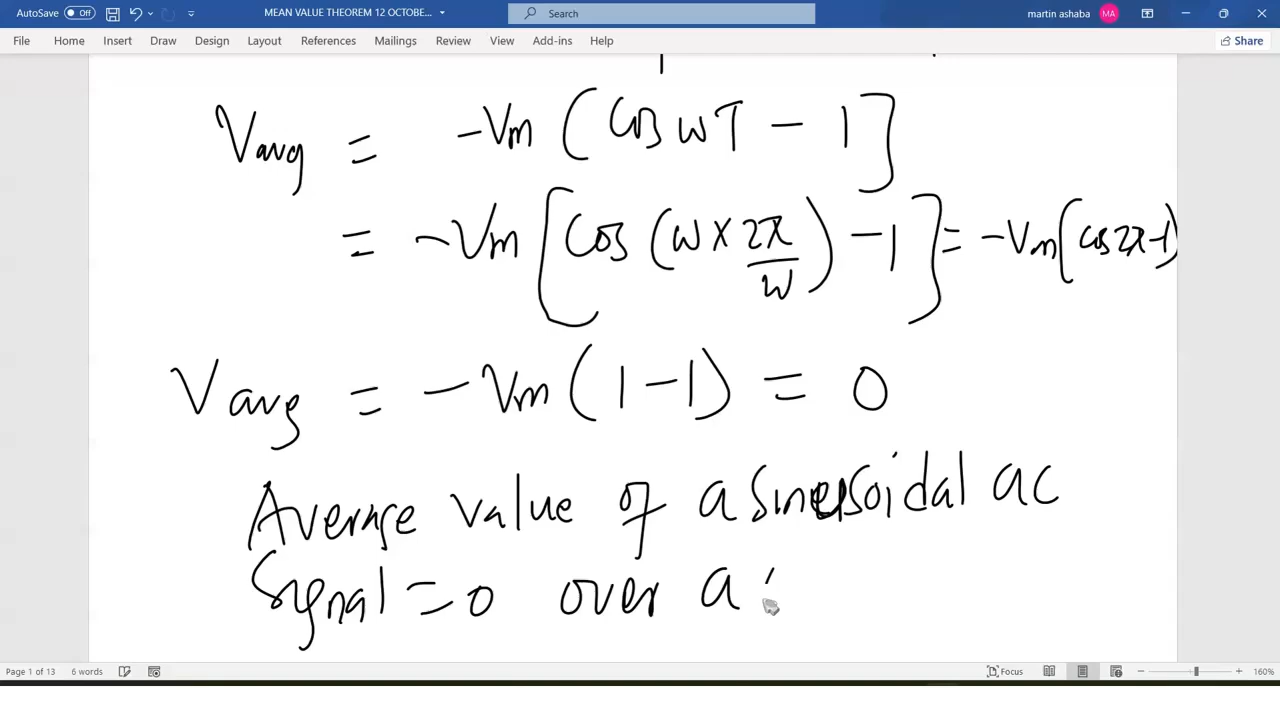 AutoSave Off MEAN VALUE THEOREM 12 OCTOBE... Search martin ashaba MA
File Home Insert Draw Design Layout References Mailings Review View Add-ins Help Share
Vavg = -Vm (Cos WT - 1]
= -Vm [Cos (W × 2π/W) - 1] = -Vm (cos 2π - 1)
Vavg = -Vm (1 - 1) = 0
Average value of a sinusoidal ac
Signal = 0 over a
Page 1 of 13 6 words Focus 160%